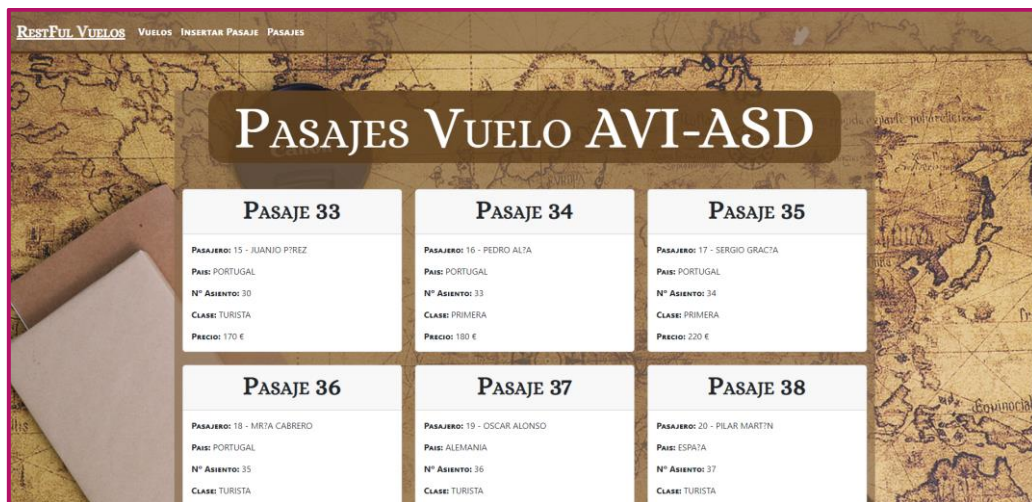 RestFul Vuelos Vuelos Insertar Pasaje Pasajes
Pasajes Vuelo AVI-ASD
Pasaje 33
Pasajero: 15 - JUANJO P?REZ
Pais: PORTUGAL
Nº Asiento: 30
Clase: TURISTA
Precio: 170 €
Pasaje 34
Pasajero: 16 - PEDRO AL?A
Pais: PORTUGAL
Nº Asiento: 33
Clase: PRIMERA
Precio: 180 €
Pasaje 35
Pasajero: 17 - SERGIO GRAC?A
Pais: PORTUGAL
Nº Asiento: 34
Clase: PRIMERA
Precio: 220 €
Pasaje 36
Pasajero: 18 - MR?A CABRERO
Pais: PORTUGAL
Nº Asiento: 35
Clase: TURISTA
Pasaje 37
Pasajero: 19 - OSCAR ALONSO
Pais: ALEMANIA
Nº Asiento: 36
Clase: TURISTA
Pasaje 38
Pasajero: 20 - PILAR MART?N
Pais: ESPA?A
Nº Asiento: 37
Clase: TURISTA